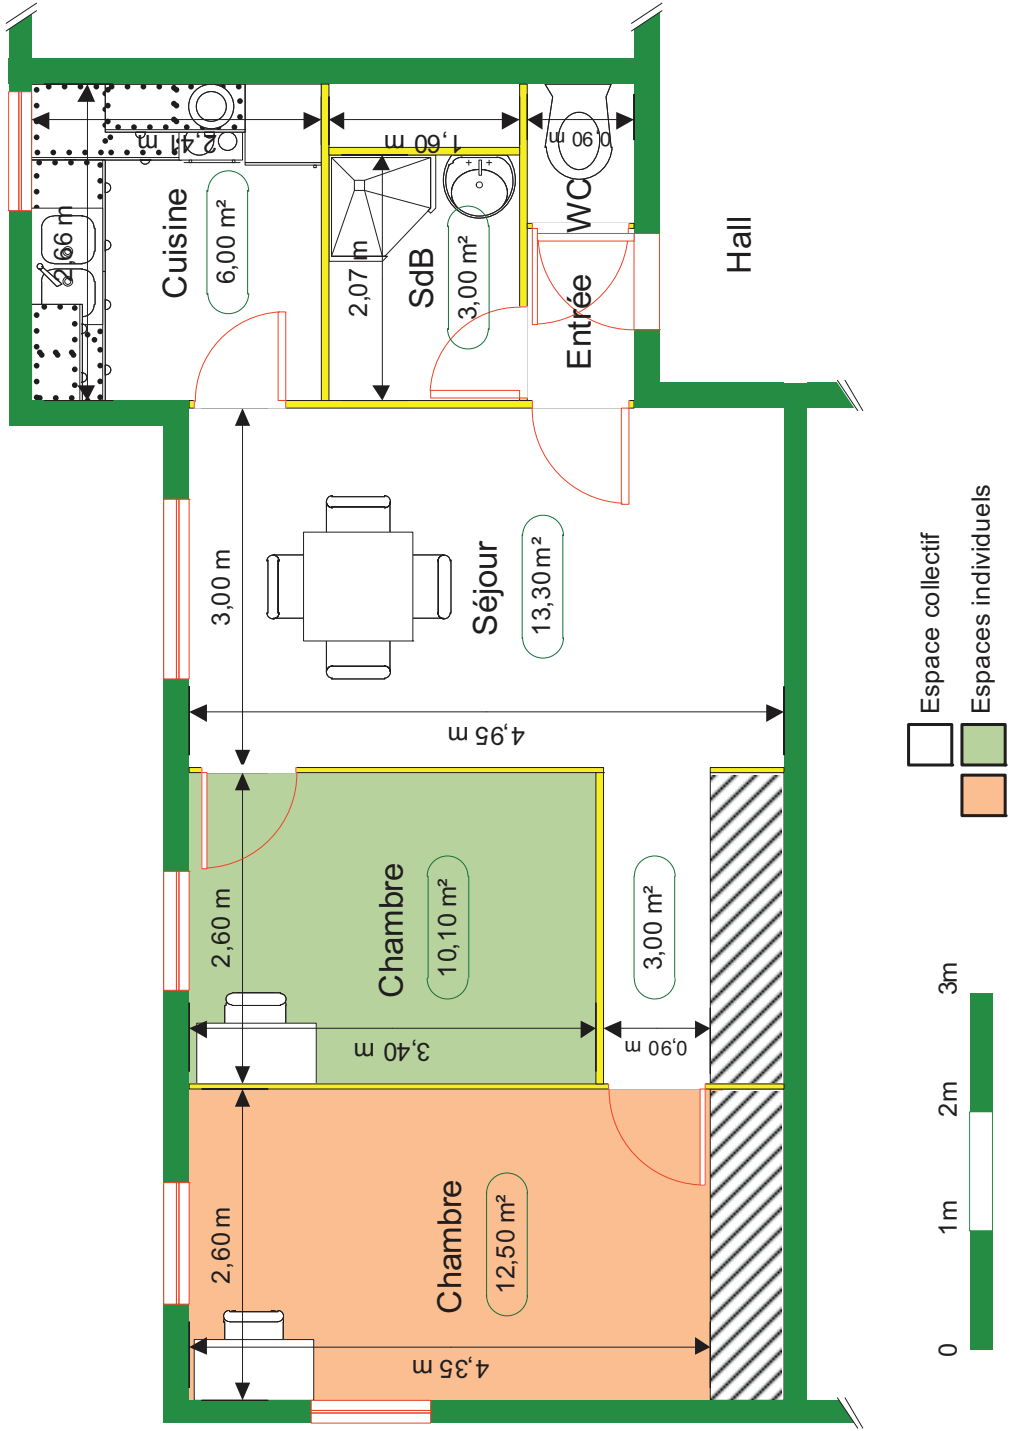 2,41 m
2,66 m
Cuisine
6,00 m²
1,60 m
2,07 m
SdB
3,00 m²
0,90 m
WC
Entrée
Hall
3,00 m
Séjour
13,30 m²
4,95 m
2,60 m
Chambre
10,10 m²
3,40 m
3,00 m²
0,90 m
2,60 m
Chambre
12,50 m²
4,35 m
Espace collectif
Espaces individuels
0 1m 2m 3m